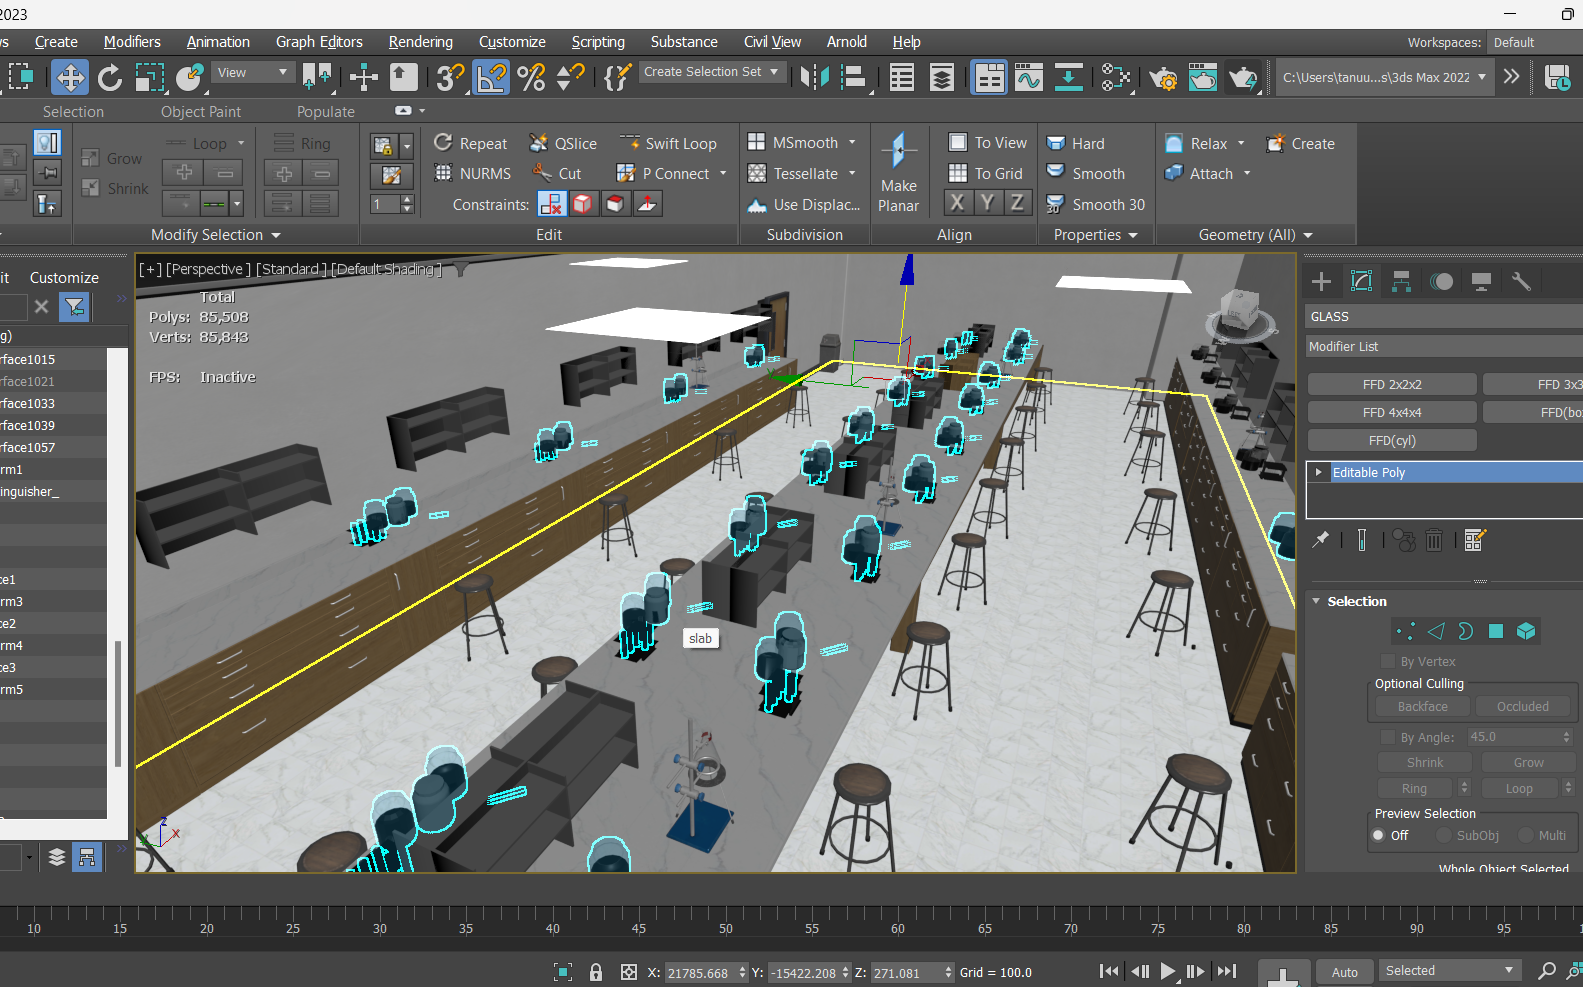 2023
Create Modifiers Animation Graph Editors Rendering Customize Scripting Substance Civil View Arnold Help Workspaces: Default
View Create Selection Set C:\Users\tanuu...s\3ds Max 2022
Selection Object Paint Populate
Loop Ring Repeat QSlice Swift Loop MSmooth To View Hard Relax Create
Grow
NURMS Cut P Connect Tessellate To Grid Smooth Attach
Shrink Make
1 Constraints: Use Displac... Planar X Y Z Smooth 30
Modify Selection Edit Subdivision Align Properties Geometry (All)
it Customize
[+] [Perspective ] [Standard ] [Default Shading ]
Total
Polys: 85,508
Verts: 85,843
FPS: Inactive
g)
rface1015
rface1021
rface1033
rface1039
rface1057
rm1
inguisher_
ce1
rm3
ce2
rm4
ce3
rm5
slab
z
x
GLASS
Modifier List
FFD 2x2x2 FFD 3x3
FFD 4x4x4 FFD(bo
FFD(cyl)
Editable Poly
Selection
By Vertex
Optional Culling
Backface Occluded
By Angle: 45.0
Shrink Grow
Ring Loop
Preview Selection
Off SubObj Multi
Whole Object Selected
10 15 20 25 30 35 40 45 50 55 60 65 70 75 80 85 90 95
X: 21785.668 Y: -15422.208 Z: 271.081 Grid = 100.0 Auto Selected